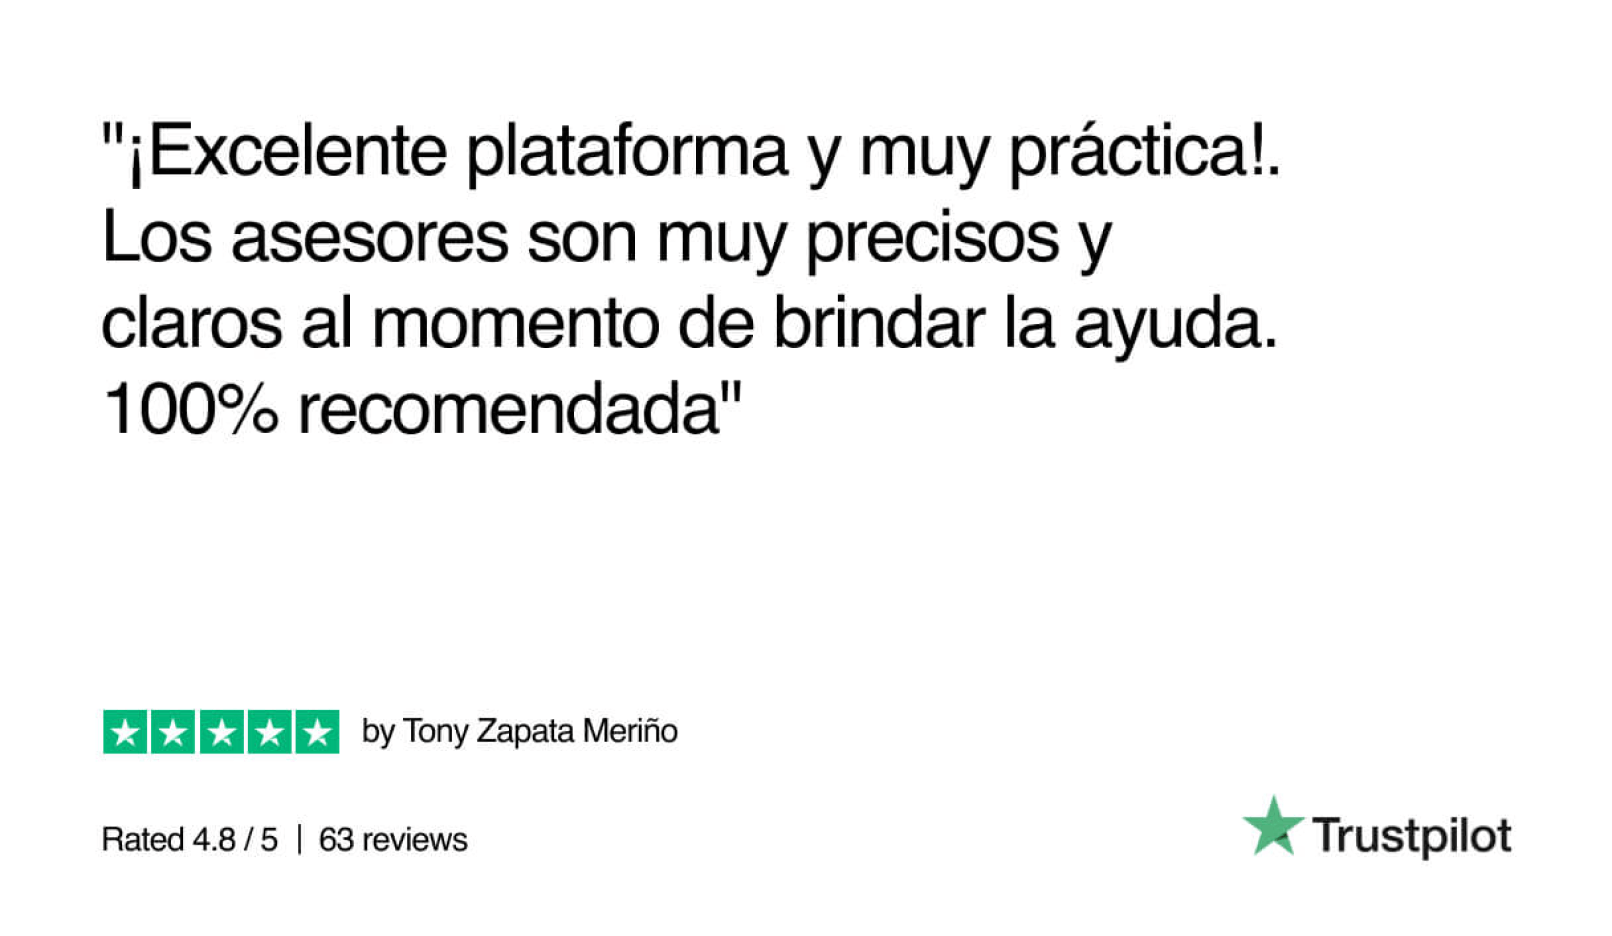 "¡Excelente plataforma y muy práctica!.
Los asesores son muy precisos y
claros al momento de brindar la ayuda.
100% recomendada"
by Tony Zapata Meriño
Rated 4.8 / 5 | 63 reviews
Trustpilot